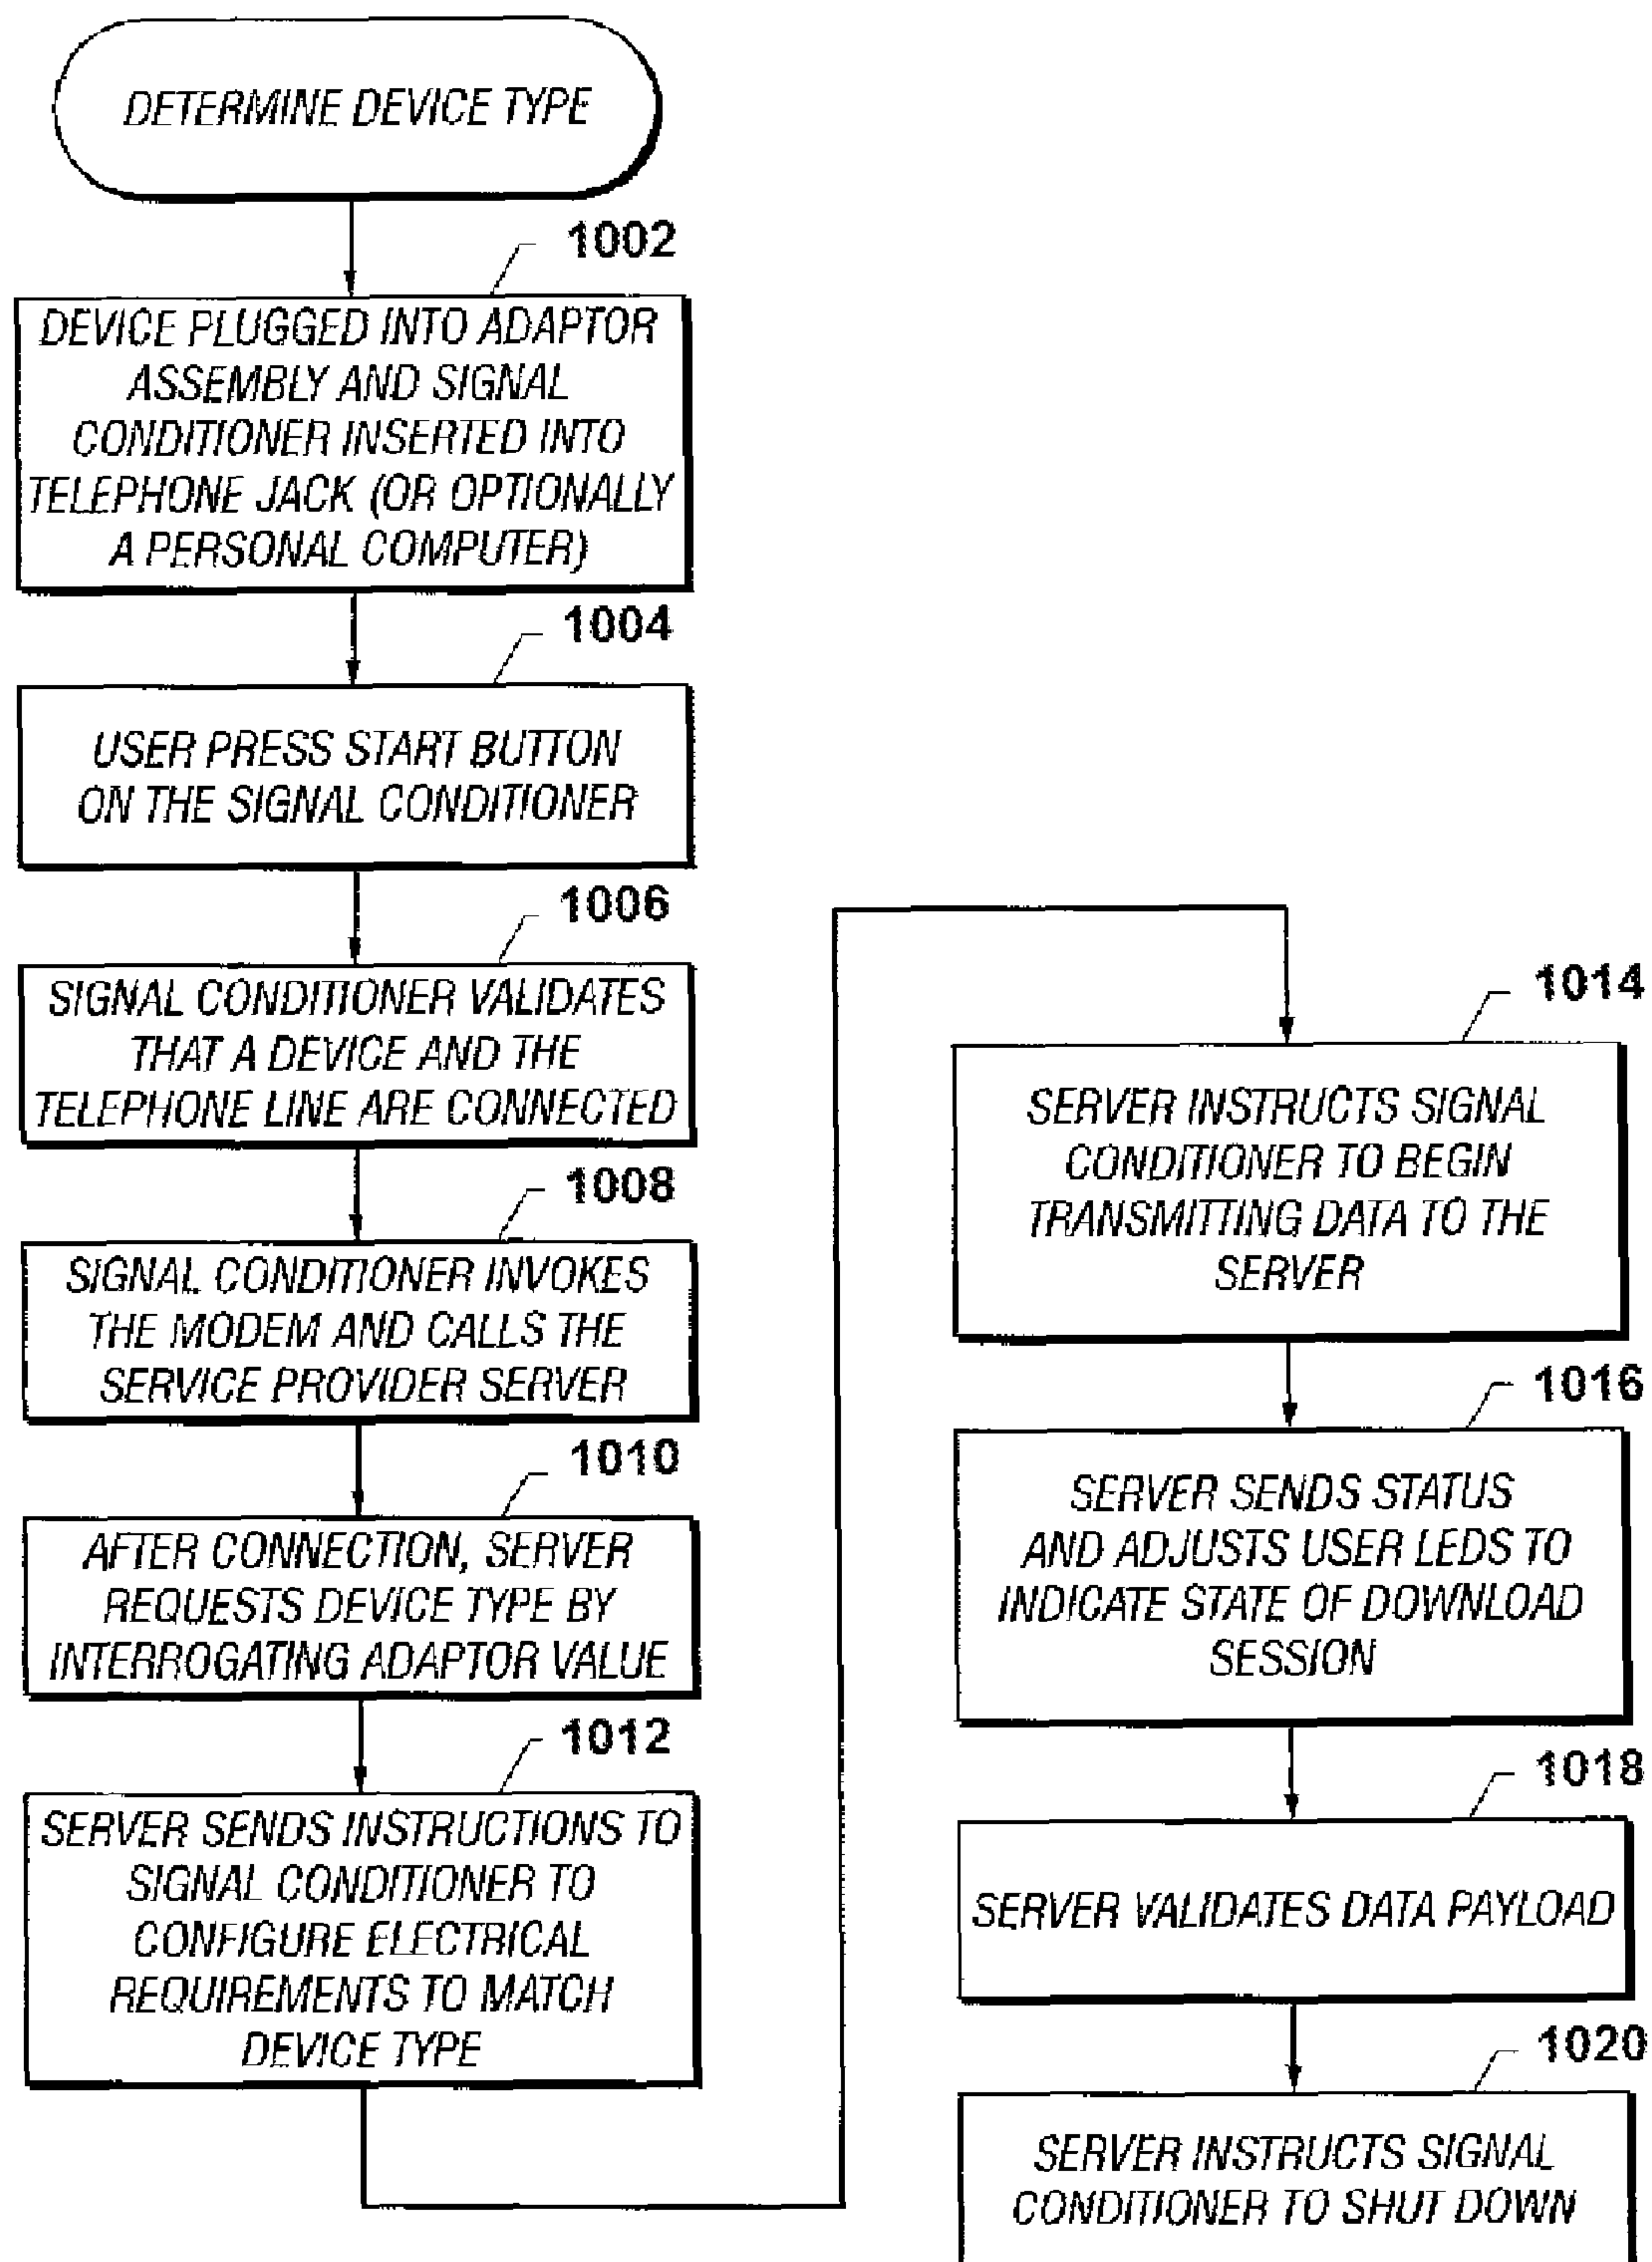 DETERMINE DEVICE TYPE
1002
DEVICE PLUGGED INTO ADAPTOR
ASSEMBLY AND SIGNAL
CONDITIONER INSERTED INTO
TELEPHONE JACK (OR OPTIONALLY
A PERSONAL COMPUTER)
1004
USER PRESS START BUTTON
ON THE SIGNAL CONDITIONER
1006
SIGNAL CONDITIONER VALIDATES
THAT A DEVICE AND THE
TELEPHONE LINE ARE CONNECTED
1008
SIGNAL CONDITIONER INVOKES
THE MODEM AND CALLS THE
SERVICE PROVIDER SERVER
1010
AFTER CONNECTION, SERVER
REQUESTS DEVICE TYPE BY
INTERROGATING ADAPTOR VALUE
1012
SERVER SENDS INSTRUCTIONS TO
SIGNAL CONDITIONER TO
CONFIGURE ELECTRICAL
REQUIREMENTS TO MATCH
DEVICE TYPE
1014
SERVER INSTRUCTS SIGNAL
CONDITIONER TO BEGIN
TRANSMITTING DATA TO THE
SERVER
1016
SERVER SENDS STATUS
AND ADJUSTS USER LEDS TO
INDICATE STATE OF DOWNLOAD
SESSION
1018
SERVER VALIDATES DATA PAYLOAD
1020
SERVER INSTRUCTS SIGNAL
CONDITIONER TO SHUT DOWN